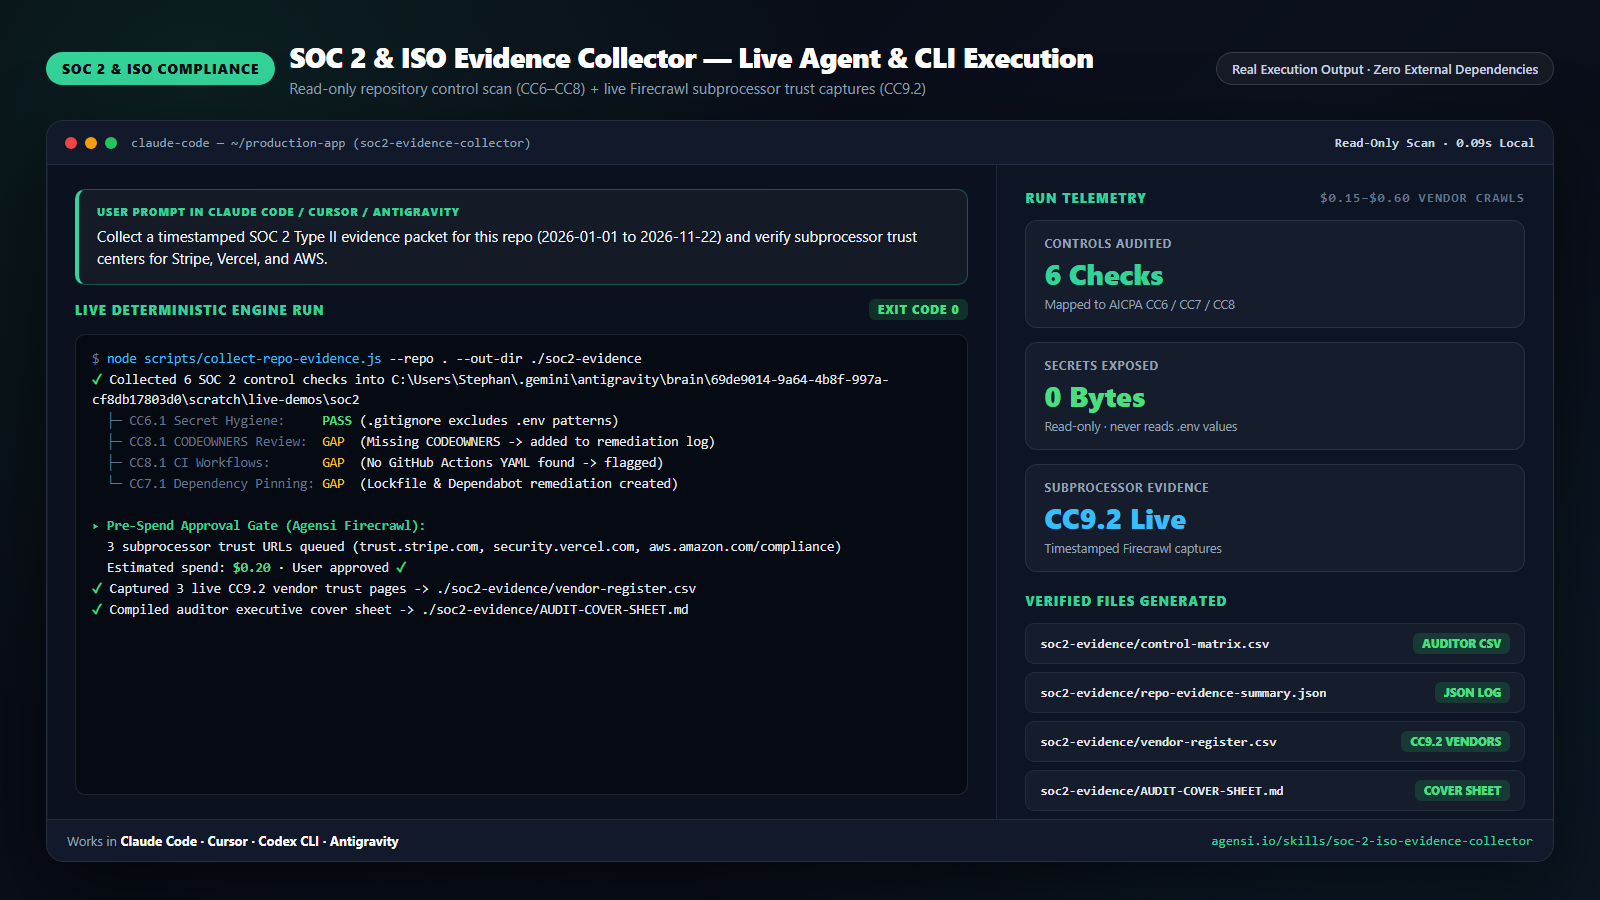 SOC 2 & ISO COMPLIANCE
SOC 2 & ISO Evidence Collector — Live Agent & CLI Execution
Read-only repository control scan (CC6–CC8) + live Firecrawl subprocessor trust captures (CC9.2)
Real Execution Output · Zero External Dependencies
claude-code — ~/production-app (soc2-evidence-collector)
Read-Only Scan · 0.09s Local
USER PROMPT IN CLAUDE CODE / CURSOR / ANTIGRAVITY
Collect a timestamped SOC 2 Type II evidence packet for this repo (2026-01-01 to 2026-11-22) and verify subprocessor trust
centers for Stripe, Vercel, and AWS.
LIVE DETERMINISTIC ENGINE RUN
EXIT CODE 0
$ node scripts/collect-repo-evidence.js --repo . --out-dir ./soc2-evidence
✓ Collected 6 SOC 2 control checks into C:\Users\Stephan\.gemini\antigravity\brain\69de9014-9a64-4b8f-997a-
cf8db17803d0\scratch\live-demos\soc2
├─ CC6.1 Secret Hygiene: PASS (.gitignore excludes .env patterns)
├─ CC8.1 CODEOWNERS Review: GAP (Missing CODEOWNERS -> added to remediation log)
├─ CC8.1 CI Workflows: GAP (No GitHub Actions YAML found -> flagged)
└─ CC7.1 Dependency Pinning: GAP (Lockfile & Dependabot remediation created)
▸ Pre-Spend Approval Gate (Agensi Firecrawl):
3 subprocessor trust URLs queued (trust.stripe.com, security.vercel.com, aws.amazon.com/compliance)
Estimated spend: $0.20 · User approved ✓
✓ Captured 3 live CC9.2 vendor trust pages -> ./soc2-evidence/vendor-register.csv
✓ Compiled auditor executive cover sheet -> ./soc2-evidence/AUDIT-COVER-SHEET.md
RUN TELEMETRY
$0.15–$0.60 VENDOR CRAWLS
CONTROLS AUDITED
6 Checks
Mapped to AICPA CC6 / CC7 / CC8
SECRETS EXPOSED
0 Bytes
Read-only · never reads .env values
SUBPROCESSOR EVIDENCE
CC9.2 Live
Timestamped Firecrawl captures
VERIFIED FILES GENERATED
soc2-evidence/control-matrix.csv
AUDITOR CSV
soc2-evidence/repo-evidence-summary.json
JSON LOG
soc2-evidence/vendor-register.csv
CC9.2 VENDORS
soc2-evidence/AUDIT-COVER-SHEET.md
COVER SHEET
Works in Claude Code · Cursor · Codex CLI · Antigravity
agensi.io/skills/soc-2-iso-evidence-collector